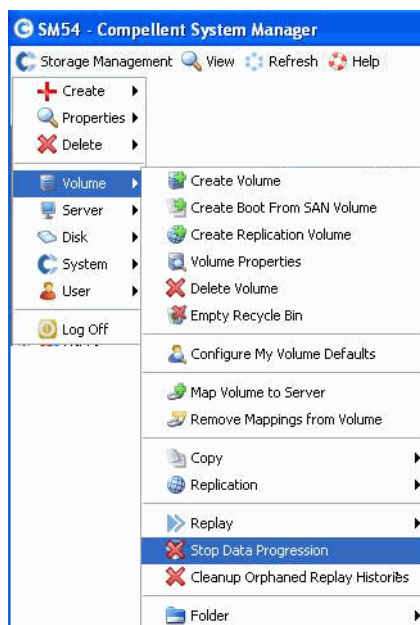 SM54 - Compellent System Manager
Storage Management View Refresh Help
Create
Properties
Delete
Volume
Server
Disk
System
User
Log Off
Create Volume
Create Boot From SAN Volume
Create Replication Volume
Volume Properties
Delete Volume
Empty Recycle Bin
Configure My Volume Defaults
Map Volume to Server
Remove Mappings from Volume
Copy
Replication
Replay
Stop Data Progression
Cleanup Orphaned Replay Histories
Folder